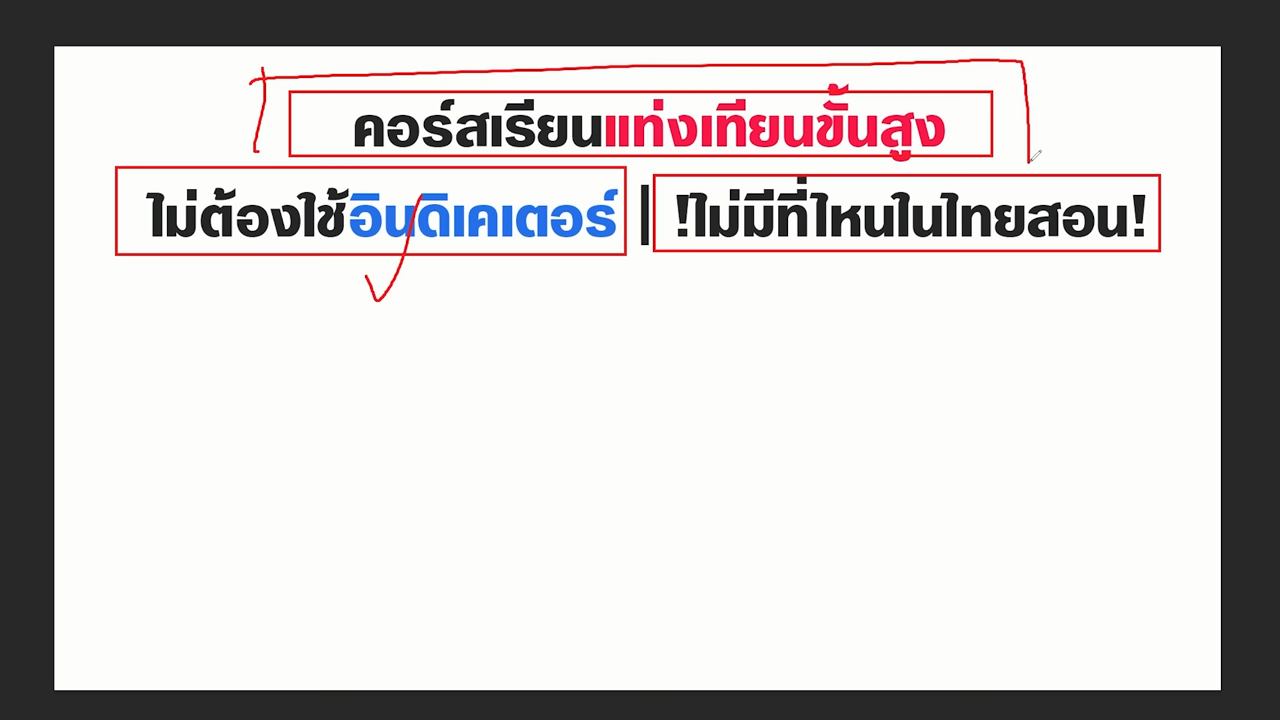 คอร์สเรียนแท่งเทียนขั้นสูง
ไม่ต้องใช้อินดิเคเตอร์ | !ไม่มีที่ไหนในไทยสอน!